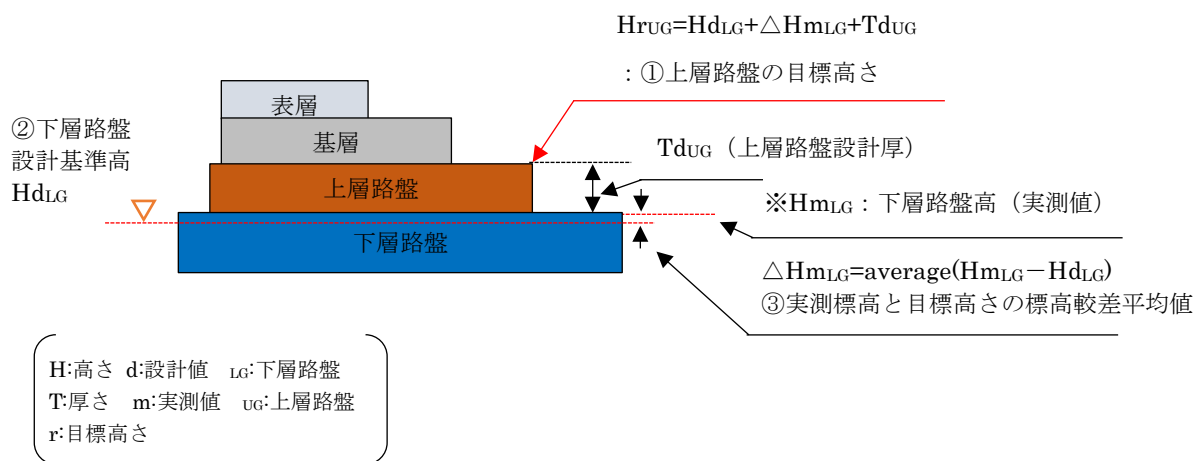 HrUG=HdLG+△HmLG+TdUG
：①上層路盤の目標高さ
表層
②下層路盤
設計基準高
HdLG
基層
TdUG（上層路盤設計厚）
上層路盤
※HmLG：下層路盤高（実測値）
下層路盤
△HmLG=average(HmLG－HdLG)
③実測標高と目標高さの標高較差平均値
H:高さ d:設計値 LG:下層路盤
T:厚さ m:実測値 UG:上層路盤
r:目標高さ